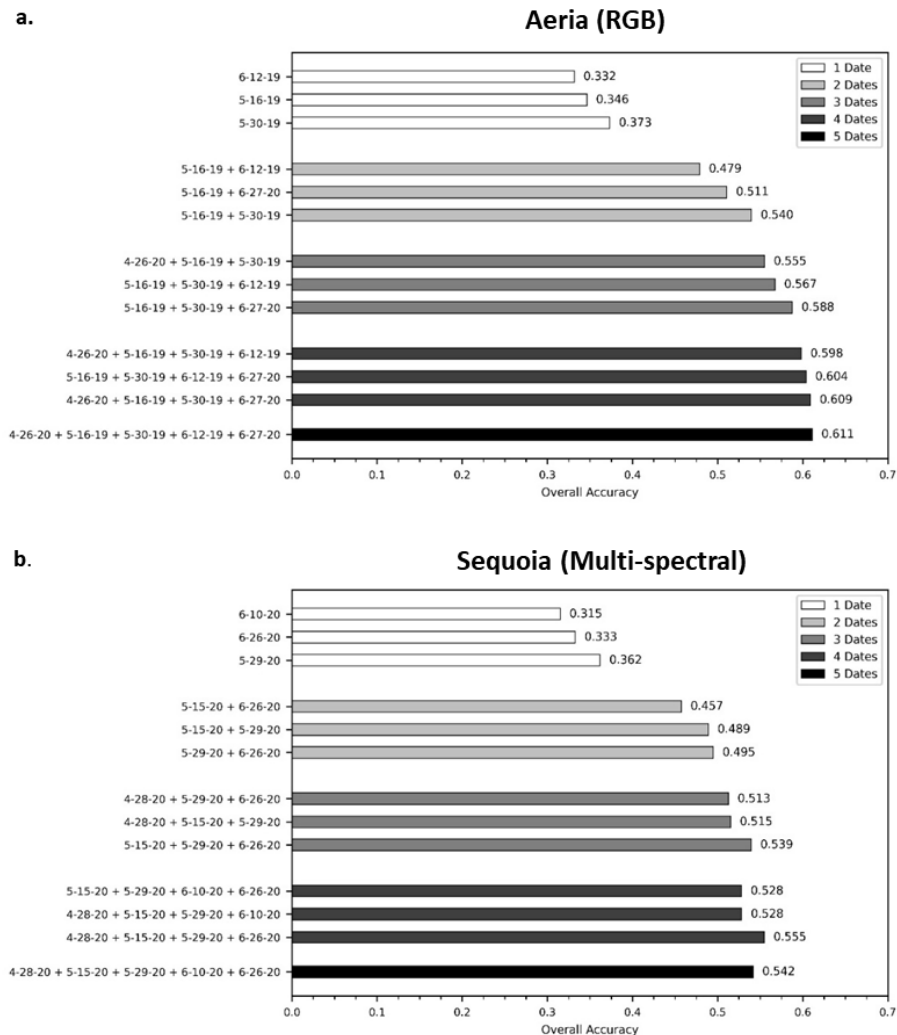 a.
Aeria (RGB)
6-12-19 0.332
5-16-19 0.346
5-30-19 0.373
5-16-19 + 6-12-19 0.479
5-16-19 + 6-27-20 0.511
5-16-19 + 5-30-19 0.540
4-26-20 + 5-16-19 + 5-30-19 0.555
5-16-19 + 5-30-19 + 6-12-19 0.567
5-16-19 + 5-30-19 + 6-27-20 0.588
4-26-20 + 5-16-19 + 5-30-19 + 6-12-19 0.598
5-16-19 + 5-30-19 + 6-12-19 + 6-27-20 0.604
4-26-20 + 5-16-19 + 5-30-19 + 6-27-20 0.609
4-26-20 + 5-16-19 + 5-30-19 + 6-12-19 + 6-27-20 0.611
1 Date
2 Dates
3 Dates
4 Dates
5 Dates
0.0 0.1 0.2 0.3 0.4 0.5 0.6 0.7
Overall Accuracy
b.
Sequoia (Multi-spectral)
6-10-20 0.315
6-26-20 0.333
5-29-20 0.362
5-15-20 + 6-26-20 0.457
5-15-20 + 5-29-20 0.489
5-29-20 + 6-26-20 0.495
4-28-20 + 5-29-20 + 6-26-20 0.513
4-28-20 + 5-15-20 + 5-29-20 0.515
5-15-20 + 5-29-20 + 6-26-20 0.539
5-15-20 + 5-29-20 + 6-10-20 + 6-26-20 0.528
4-28-20 + 5-15-20 + 5-29-20 + 6-10-20 0.528
4-28-20 + 5-15-20 + 5-29-20 + 6-26-20 0.555
4-28-20 + 5-15-20 + 5-29-20 + 6-10-20 + 6-26-20 0.542
1 Date
2 Dates
3 Dates
4 Dates
5 Dates
0.0 0.1 0.2 0.3 0.4 0.5 0.6 0.7
Overall Accuracy